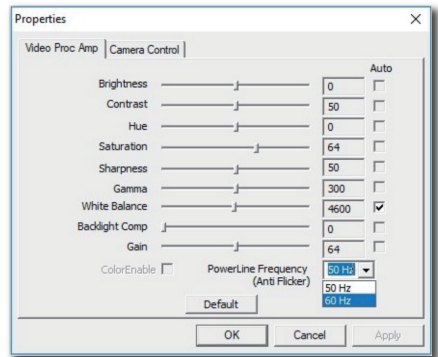 Properties
Video Proc Amp Camera Control
Auto
Brightness 0
Contrast 50
Hue 0
Saturation 64
Sharpness 50
Gamma 300
White Balance 4600
Backlight Comp 0
Gain 64
ColorEnable PowerLine Frequency 50 Hz
(Anti Flicker)
50 Hz
60 Hz
Default
OK Cancel Apply